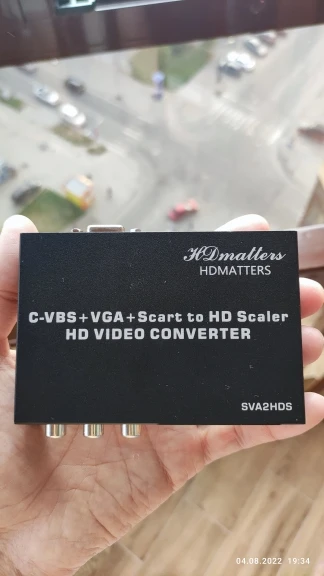 HDmatters
HDMATTERS
C-VBS+VGA+Scart to HD Scaler
HD VIDEO CONVERTER
SVA2HDS
04.08.2022 19:34